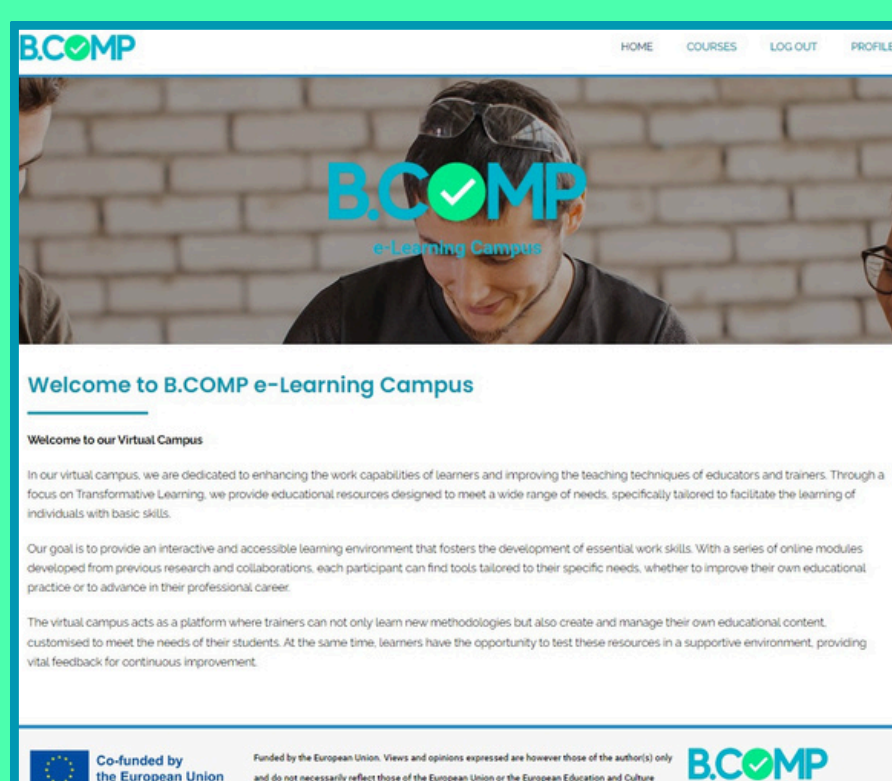 B.COMP
HOME COURSES LOG OUT PROFILE
B.COMP
e-Learning Campus
Welcome to B.COMP e-Learning Campus
Welcome to our Virtual Campus
In our virtual campus, we are dedicated to enhancing the work capabilities of learners and improving the teaching techniques of educators and trainers. Through a
focus on Transformative Learning, we provide educational resources designed to meet a wide range of needs, specifically tailored to facilitate the learning of
individuals with basic skills.
Our goal is to provide an interactive and accessible learning environment that fosters the development of essential work skills. With a series of online modules
developed from previous research and collaborations, each participant can find tools tailored to their specific needs, whether to improve their own educational
practice or to advance in their professional career.
The virtual campus acts as a platform where trainers can not only learn new methodologies but also create and manage their own educational content,
customised to meet the needs of their students. At the same time, learners have the opportunity to test these resources in a supportive environment, providing
vital feedback for continuous improvement.
Co-funded by
the European Union
Funded by the European Union. Views and opinions expressed are however those of the author(s) only
and do not necessarily reflect those of the European Union or the European Education and Culture
B.COMP